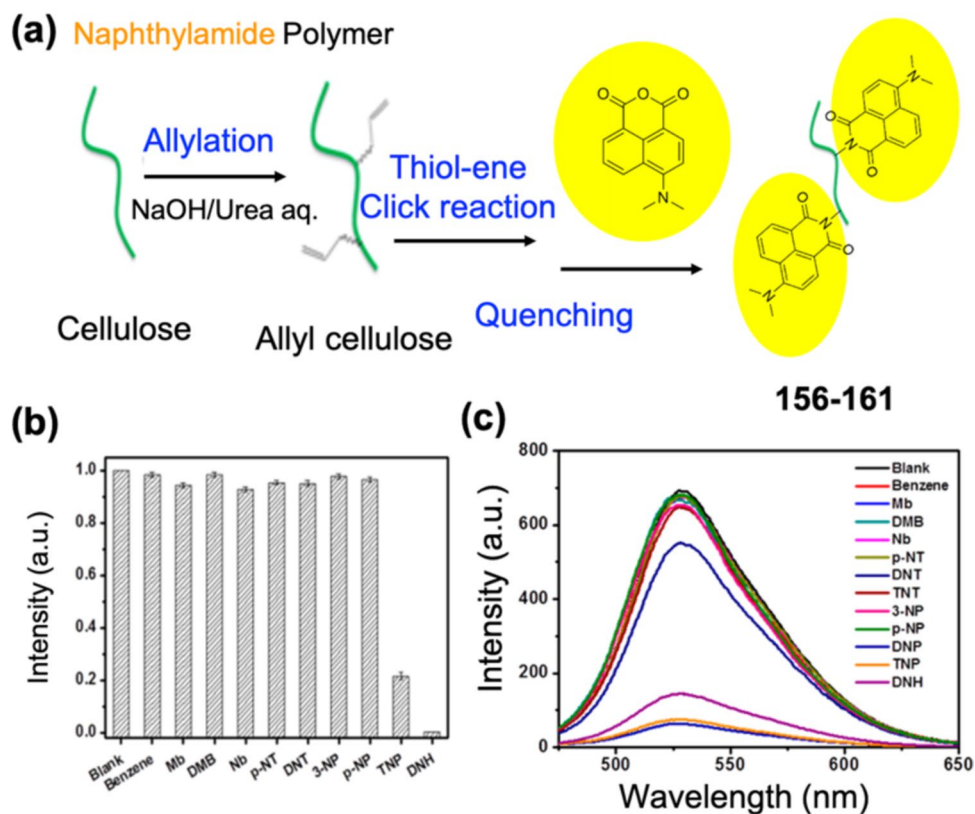 (a) Naphthylamide Polymer
Allylation
NaOH/Urea aq.
Thiol-ene
Click reaction
Quenching
Cellulose
Allyl cellulose
O
O
O
N
N
O
N
O
O
N
O
N
156-161
(b)
Intensity (a.u.)
1.0
0.8
0.6
0.4
0.2
0.0
Blank
Benzene
Mb
DMB
Nb
p-NT
DNT
3-NP
p-NP
TNP
DNH
(c)
Intensity (a.u.)
800
600
400
200
0
500
550
600
650
Wavelength (nm)
Blank
Benzene
Mb
DMB
Nb
p-NT
DNT
TNT
3-NP
p-NP
DNP
TNP
DNH